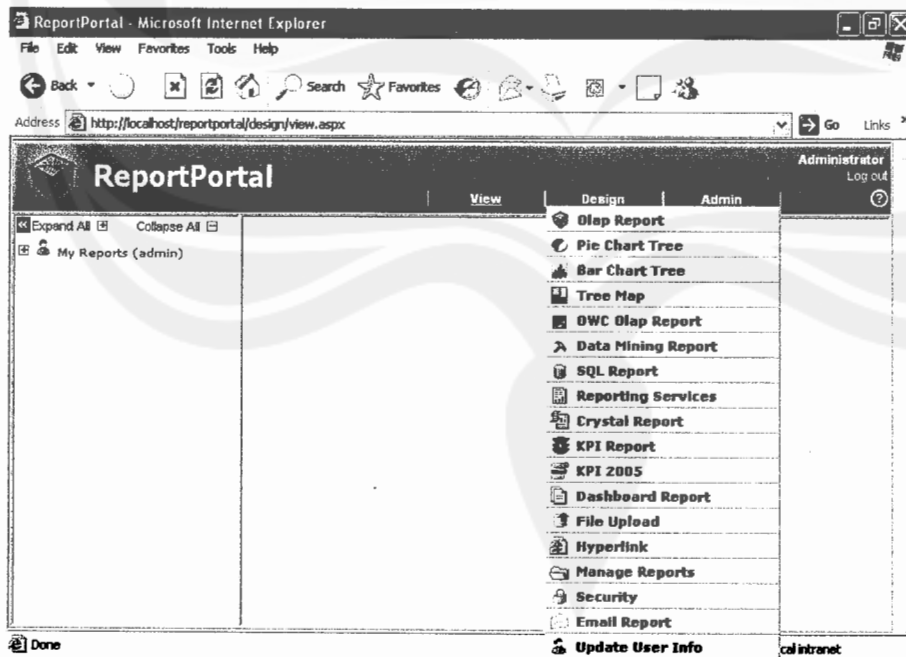 ReportPortal - Microsoft Internet Explorer
File Edit View Favorites Tools Help
Back Search Favorites
Address http://localhost/reportportal/design/view.aspx Go Links »
ReportPortal
Administrator
Log out
View Design Admin
Expand All Collapse All
My Reports (admin)
Olap Report
Pie Chart Tree
Bar Chart Tree
Tree Map
OWC Olap Report
Data Mining Report
SQL Report
Reporting Services
Crystal Report
KPI Report
KPI 2005
Dashboard Report
File Upload
Hyperlink
Manage Reports
Security
Email Report
Update User Info
Done cal intranet